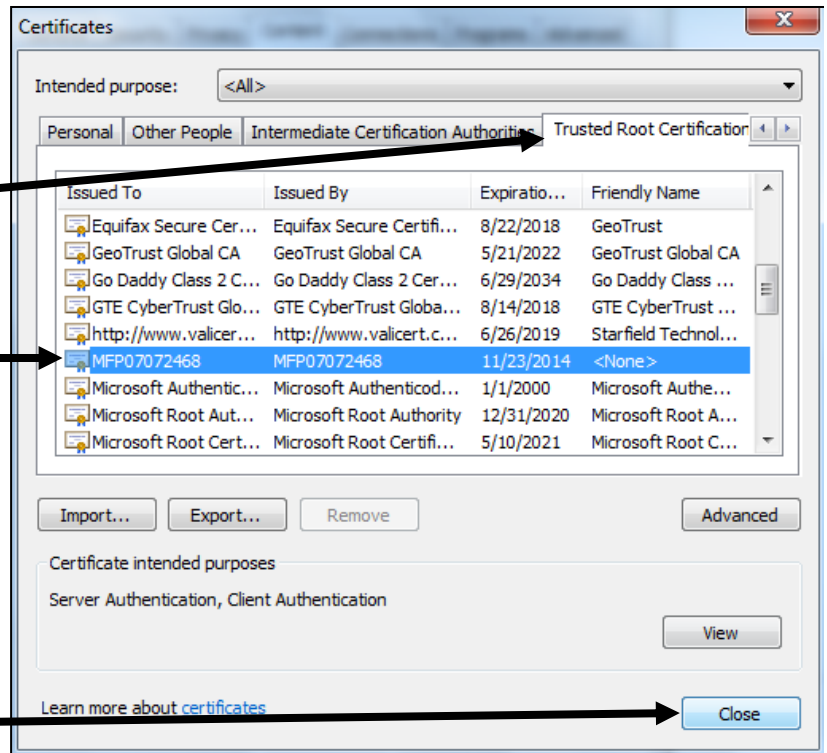 Certificates
Intended purpose: <All>
Personal Other People Intermediate Certification Authorities Trusted Root Certification
Issued To Issued By Expiratio... Friendly Name
Equifax Secure Cer... Equifax Secure Certifi... 8/22/2018 GeoTrust
GeoTrust Global CA GeoTrust Global CA 5/21/2022 GeoTrust Global CA
Go Daddy Class 2 C... Go Daddy Class 2 Cer... 6/29/2034 Go Daddy Class ...
GTE CyberTrust Glo... GTE CyberTrust Globa... 8/14/2018 GTE CyberTrust ...
http://www.valicer... http://www.valicert.c... 6/26/2019 Starfield Technol...
MFP07072468 MFP07072468 11/23/2014 <None>
Microsoft Authentic... Microsoft Authenticod... 1/1/2000 Microsoft Authe...
Microsoft Root Aut... Microsoft Root Authority 12/31/2020 Microsoft Root A...
Microsoft Root Cert... Microsoft Root Certifi... 5/10/2021 Microsoft Root C...
Import... Export... Remove Advanced
Certificate intended purposes
Server Authentication, Client Authentication
View
Learn more about certificates
Close